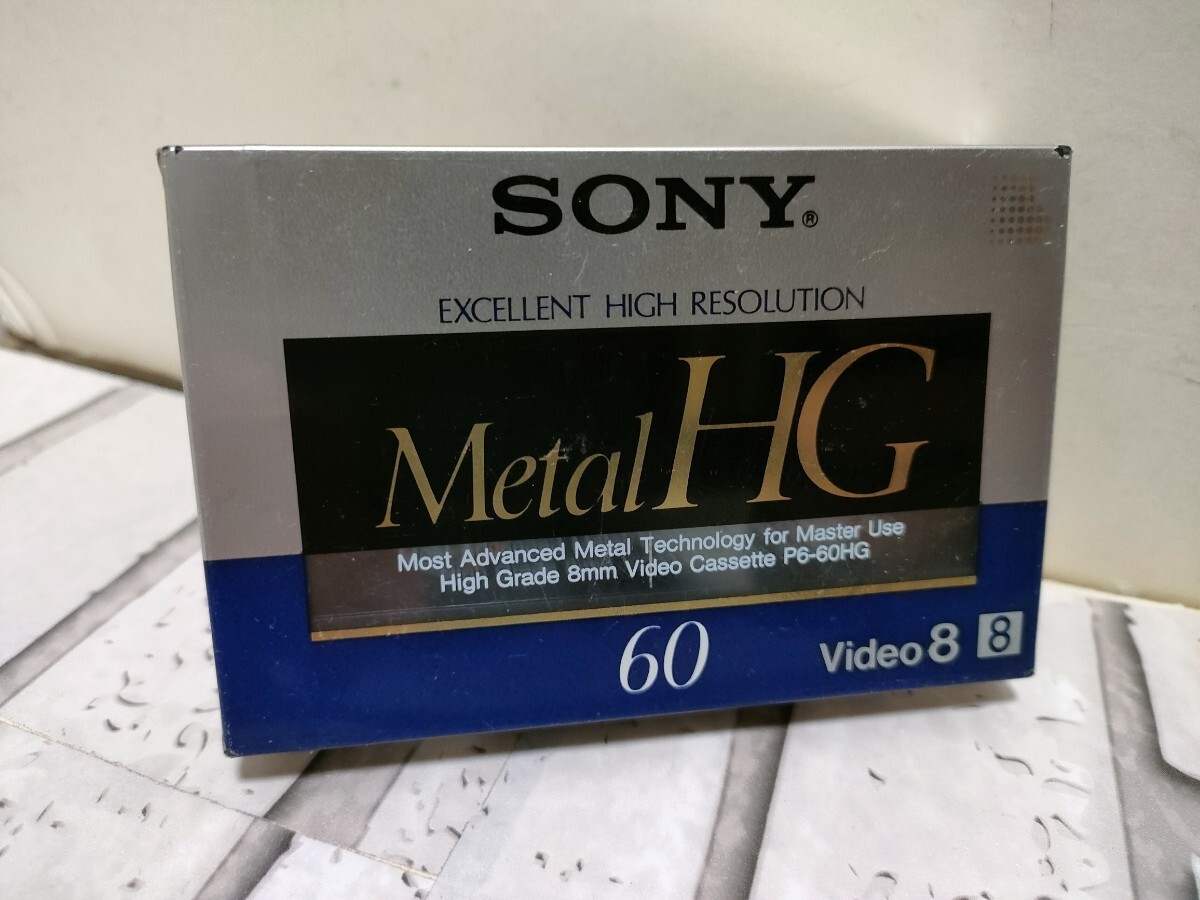 SONY®
EXCELLENT HIGH RESOLUTION
Metal HG
Most Advanced Metal Technology for Master Use
High Grade 8mm Video Cassette P6-60HG
60
Video 8 8